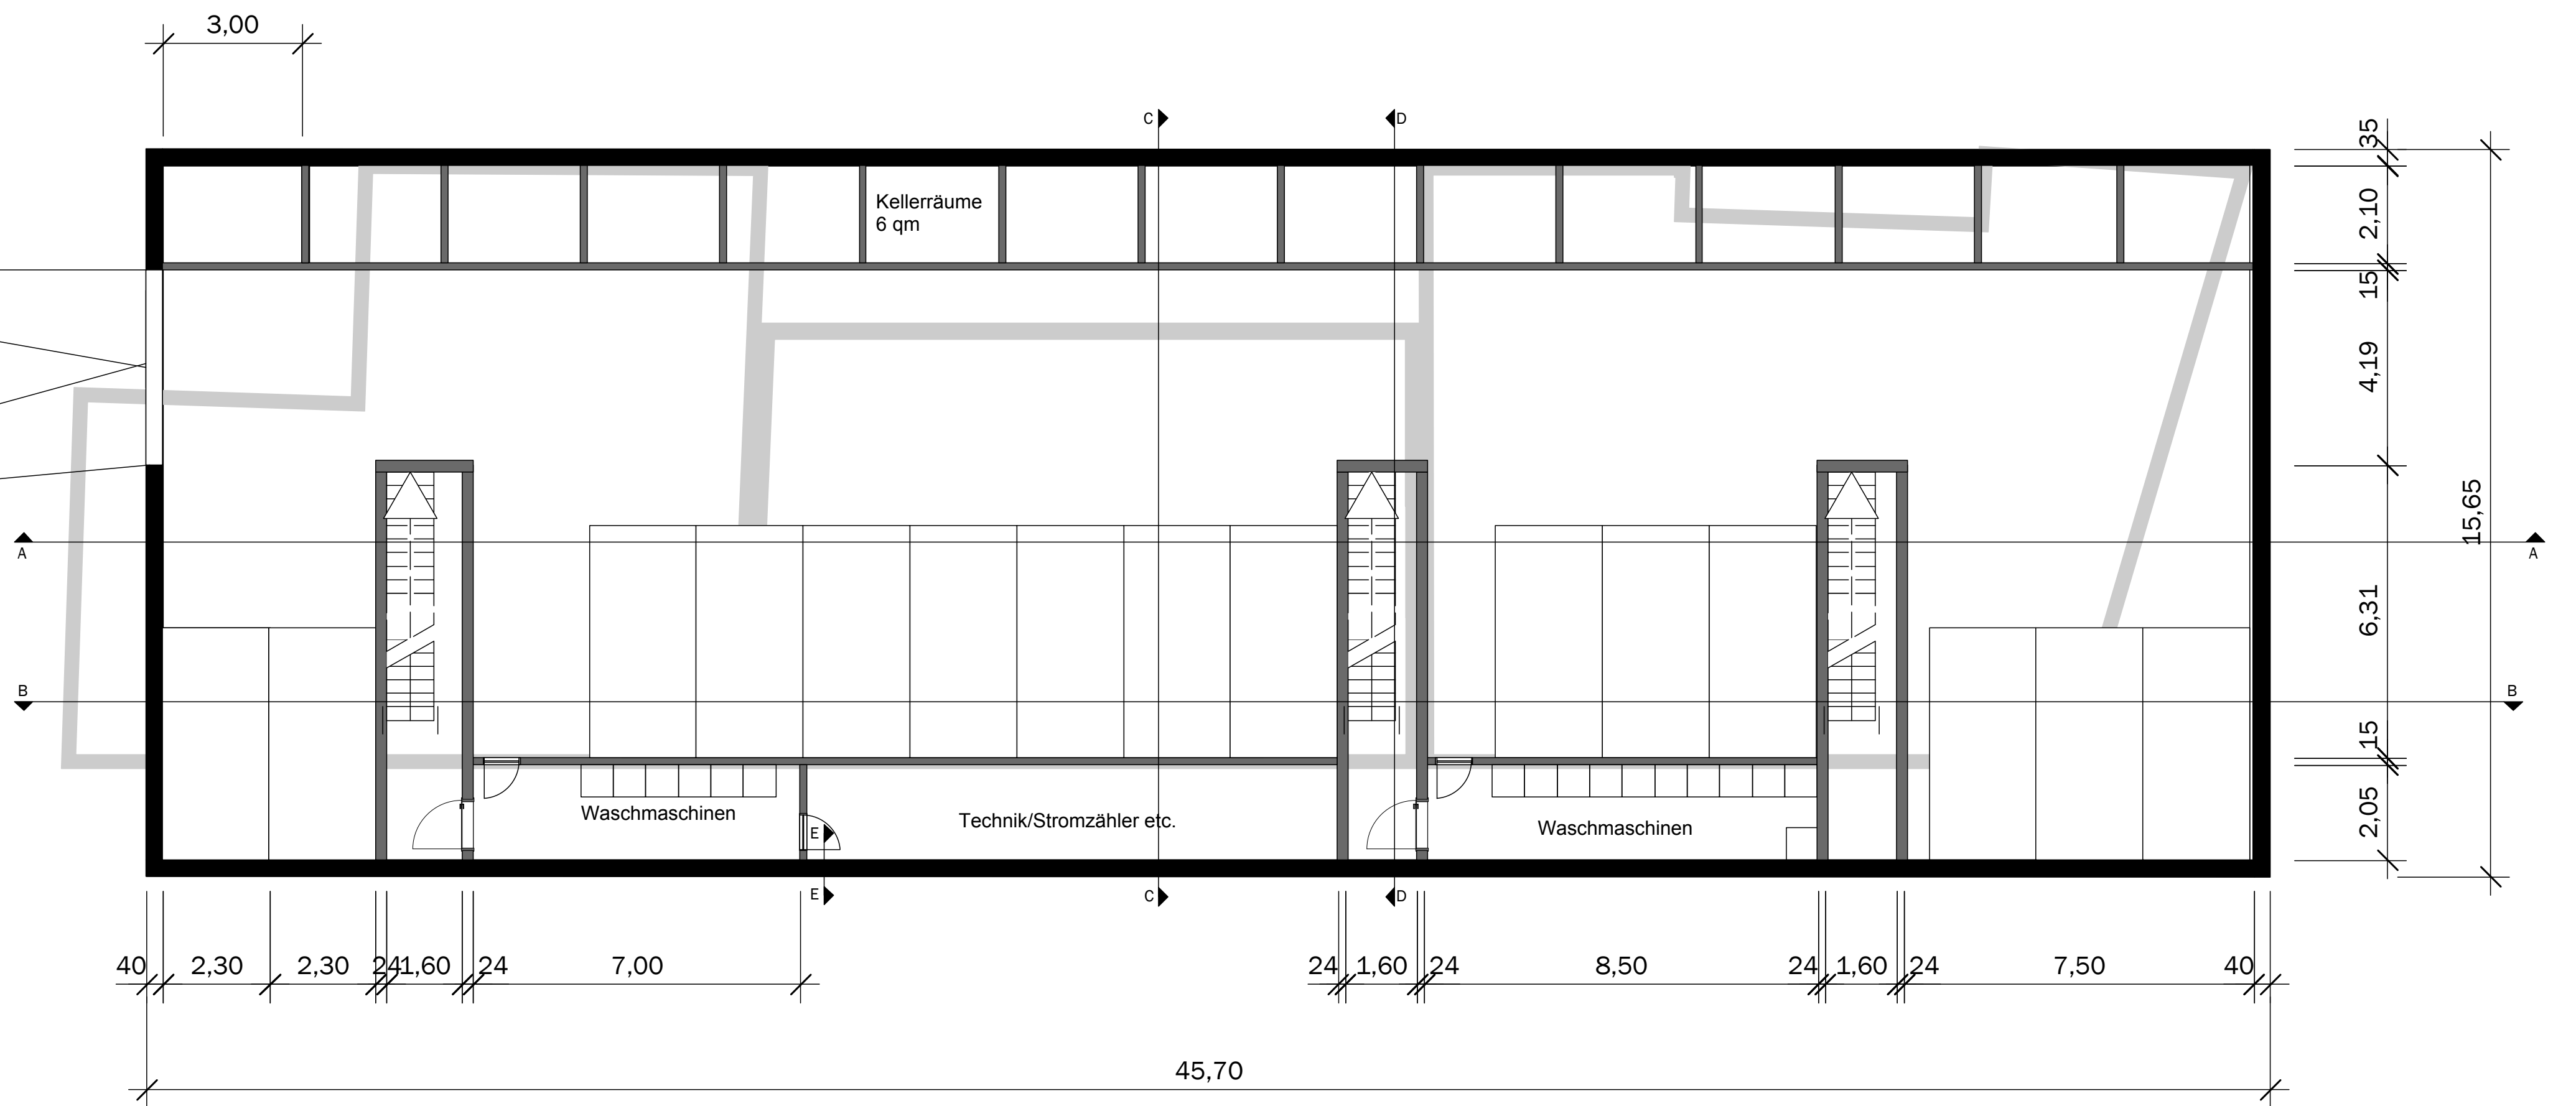 3,00
C
D
35
Kellerräume
6 qm
2,10
15
4,19
15,65
A
A
6,31
B
B
15
2,05
Waschmaschinen
Technik/Stromzähler etc.
Waschmaschinen
E
E
C
D
40
2,30
2,30
24
1,60
24
7,00
24
1,60
24
8,50
24
1,60
24
7,50
40
45,70